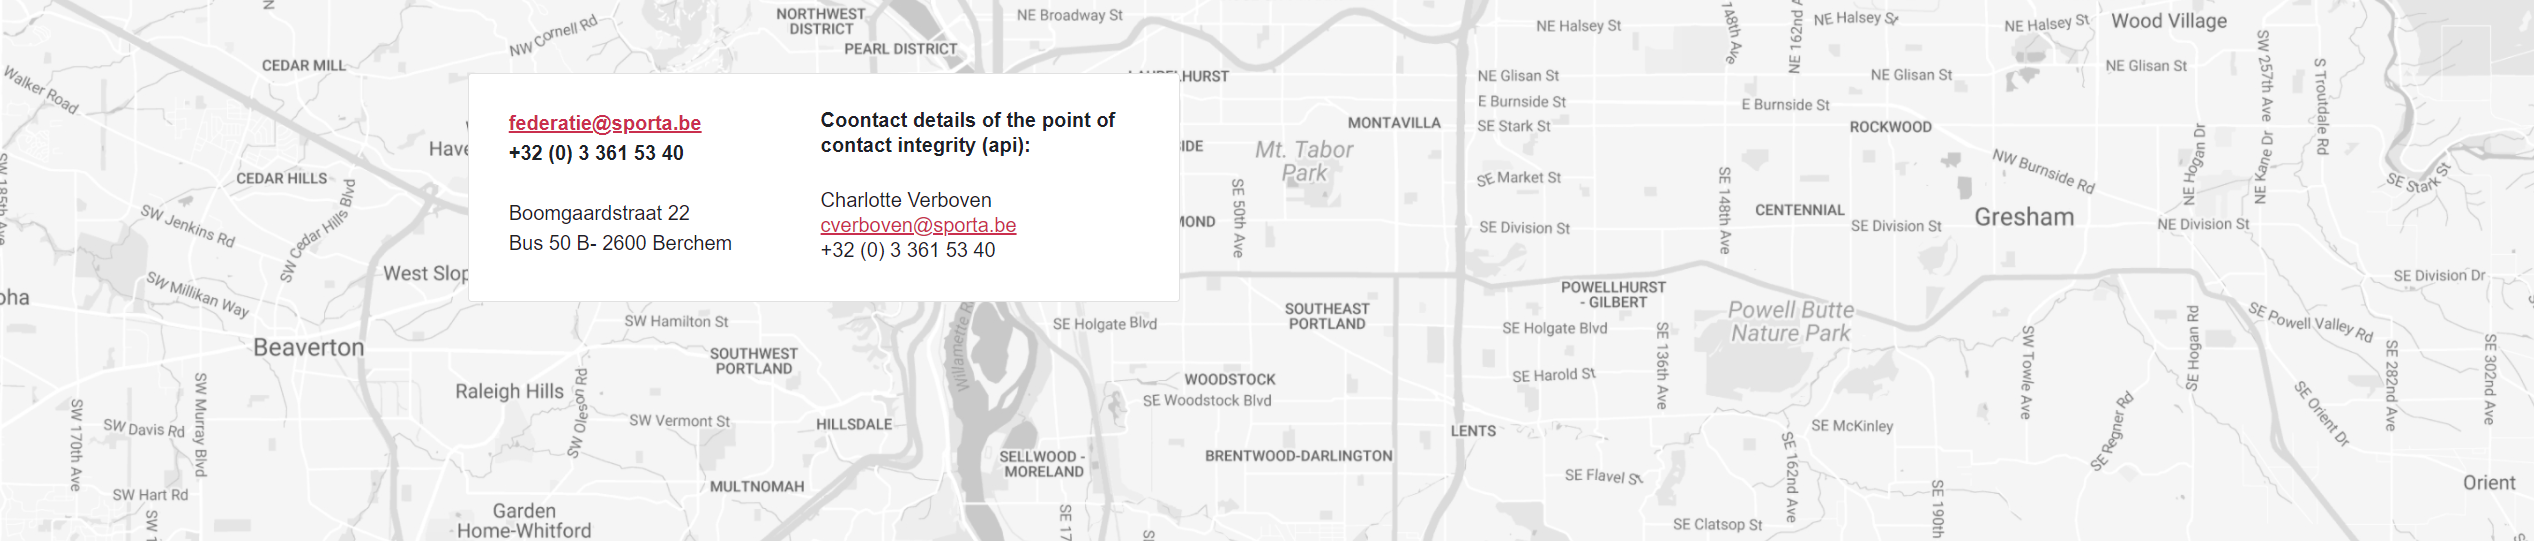 federatie@sporta.be
+32 (0) 3 361 53 40
Boomgaardstraat 22
Bus 50 B- 2600 Berchem
Coontact details of the point of
contact integrity (api):
Charlotte Verboven
cverboven@sporta.be
+32 (0) 3 361 53 40
NORTHWEST
DISTRICT
PEARL DISTRICT
NE Broadway St
NW Cornell Rd
CEDAR MILL
Walker Road
CEDAR HILLS
SW Jenkins Rd
SW Cedar Hills Blvd
SW Millikan Way
West Slop
Beaverton
Raleigh Hills
SW Hamilton St
SOUTHWEST
PORTLAND
SW Oleson Rd
SW Vermont St
HILLSDALE
MULTNOMAH
Garden
Home-Whitford
SW 170th Ave
SW Davis Rd
SW Murray Blvd
SW Hart Rd
SW 185th Ave
SE Holgate Blvd
SELLWOOD -
MORELAND
WOODSTOCK
SE Woodstock Blvd
BRENTWOOD-DARLINGTON
SOUTHEAST
PORTLAND
SE 50th Ave
Mt. Tabor
Park
MONTAVILLA
NE Halsey St
NE Glisan St
E Burnside St
SE Stark St
SE Market St
SE Division St
POWELLHURST
- GILBERT
SE Holgate Blvd
SE Harold St
SE 136th Ave
LENTS
SE Flavel St
SE Clatsop St
SE 162nd Ave
SE McKinley
Powell Butte
Nature Park
148th Ave
SE 148th Ave
NE 162nd A
NE Halsey St
NE Glisan St
E Burnside St
ROCKWOOD
CENTENNIAL
SE Division St
Gresham
NW Burnside Rd
NE Halsey St
Wood Village
NE Glisan St
NE Hogan Dr
NE Kane Dr
SW 257th Ave
S Troutdale Rd
NE Division St
SE Stark St
SE Division Dr
SE Powell Valley Rd
SE Hogan Rd
SW Towle Ave
SE Regner Rd
SE Orient Dr
SE 282nd Ave
SE 302nd Ave
SE 190th
Orient